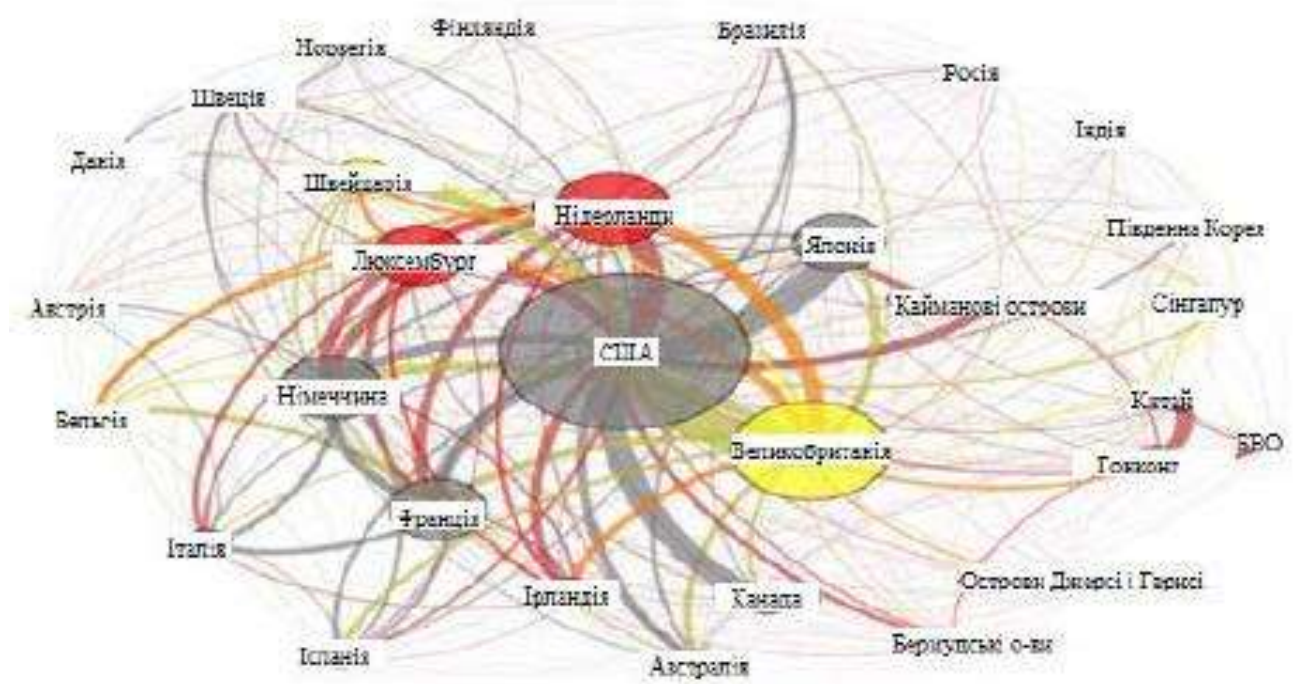 Фінляндія
Бразилія
Норвегія
Росія
Швеція
Індія
Данія
Швейцарія
Нідерланди
Південна Корея
Японія
Люксембург
Кайманові острови
Сінгапур
Австрія
США
Німеччина
Китай
Бельгія
Великобританія
БВО
Гонконг
Франція
Італія
Острови Джерсі і Гернсі
Ірландія
Канада
Бермудські о-ви
Іспанія
Австралія